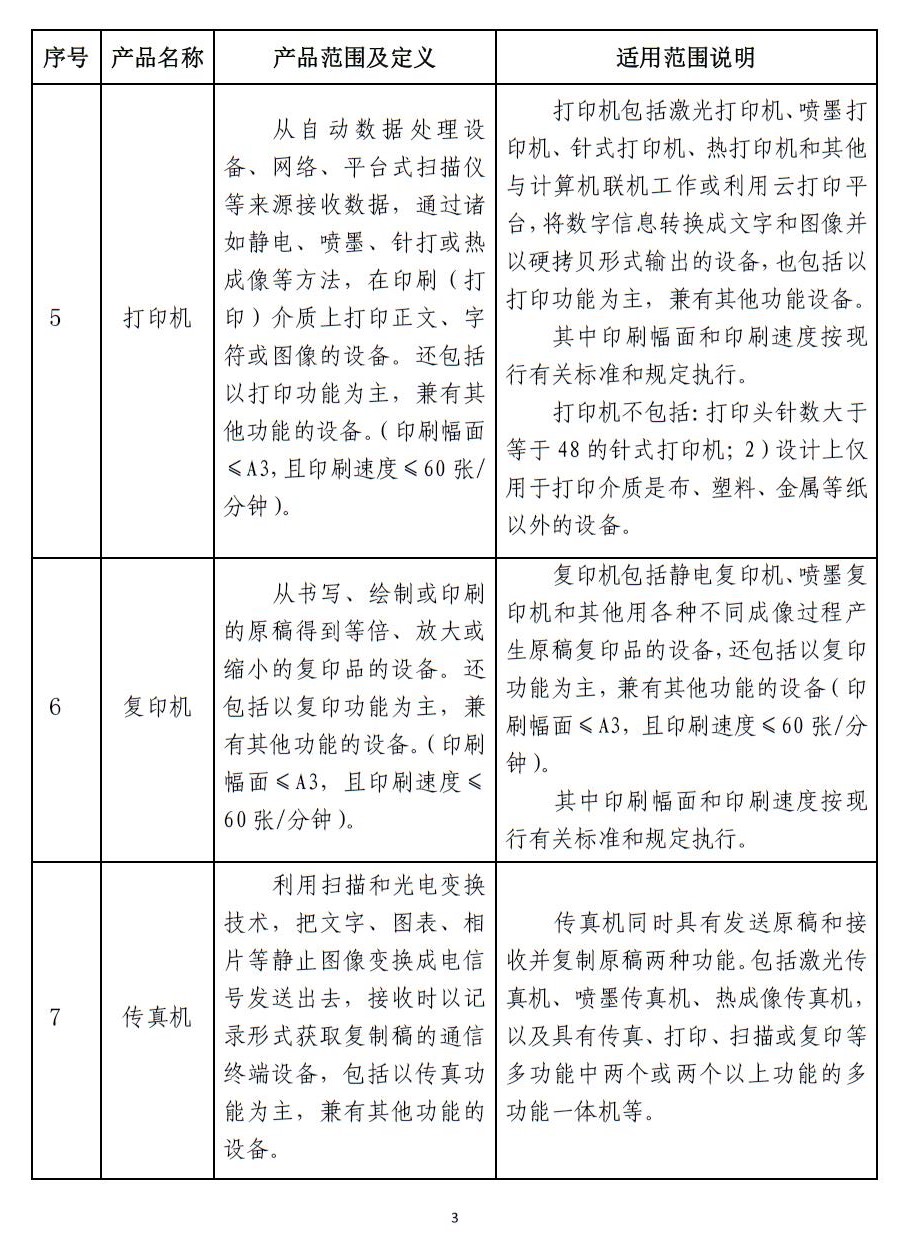 序号 产品名称 产品范围及定义 适用范围说明
5
打印机
从自动数据处理设
备、网络、平台式扫描仪
等来源接收数据，通过诸
如静电、喷墨、针打或热
成像等方法，在印刷（打
印）介质上打印正文、字
符或图像的设备。还包括
以打印功能为主，兼有其
他功能的设备。（印刷幅面
≤A3，且印刷速度≤60 张/
分钟）。
打印机包括激光打印机、喷墨打
印机、针式打印机、热打印机和其他
与计算机联机工作或利用云打印平
台，将数字信息转换成文字和图像并
以硬拷贝形式输出的设备，也包括以
打印功能为主，兼有其他功能设备。
其中印刷幅面和印刷速度按现
行有关标准和规定执行。
打印机不包括：打印头针数大于
等于 48 的针式打印机；2）设计上仅
用于打印介质是布、塑料、金属等纸
以外的设备。
6
复印机
从书写、绘制或印刷
的原稿得到等倍、放大或
缩小的复印品的设备。还
包括以复印功能为主，兼
有其他功能的设备。（印刷
幅面≤A3，且印刷速度≤
60 张/分钟）。
复印机包括静电复印机、喷墨复
印机和其他用各种不同成像过程产
生原稿复印品的设备，还包括以复印
功能为主，兼有其他功能的设备（印
刷幅面≤A3，且印刷速度≤60 张/分
钟）。
其中印刷幅面和印刷速度按现
行有关标准和规定执行。
7
传真机
利用扫描和光电变换
技术，把文字、图表、相
片等静止图像变换成电信
号发送出去，接收时以记
录形式获取复制稿的通信
终端设备，包括以传真功
能为主，兼有其他功能的
设备。
传真机同时具有发送原稿和接
收并复制原稿两种功能。包括激光传
真机、喷墨传真机、热成像传真机，
以及具有传真、打印、扫描或复印等
多功能中两个或两个以上功能的多
功能一体机等。
3